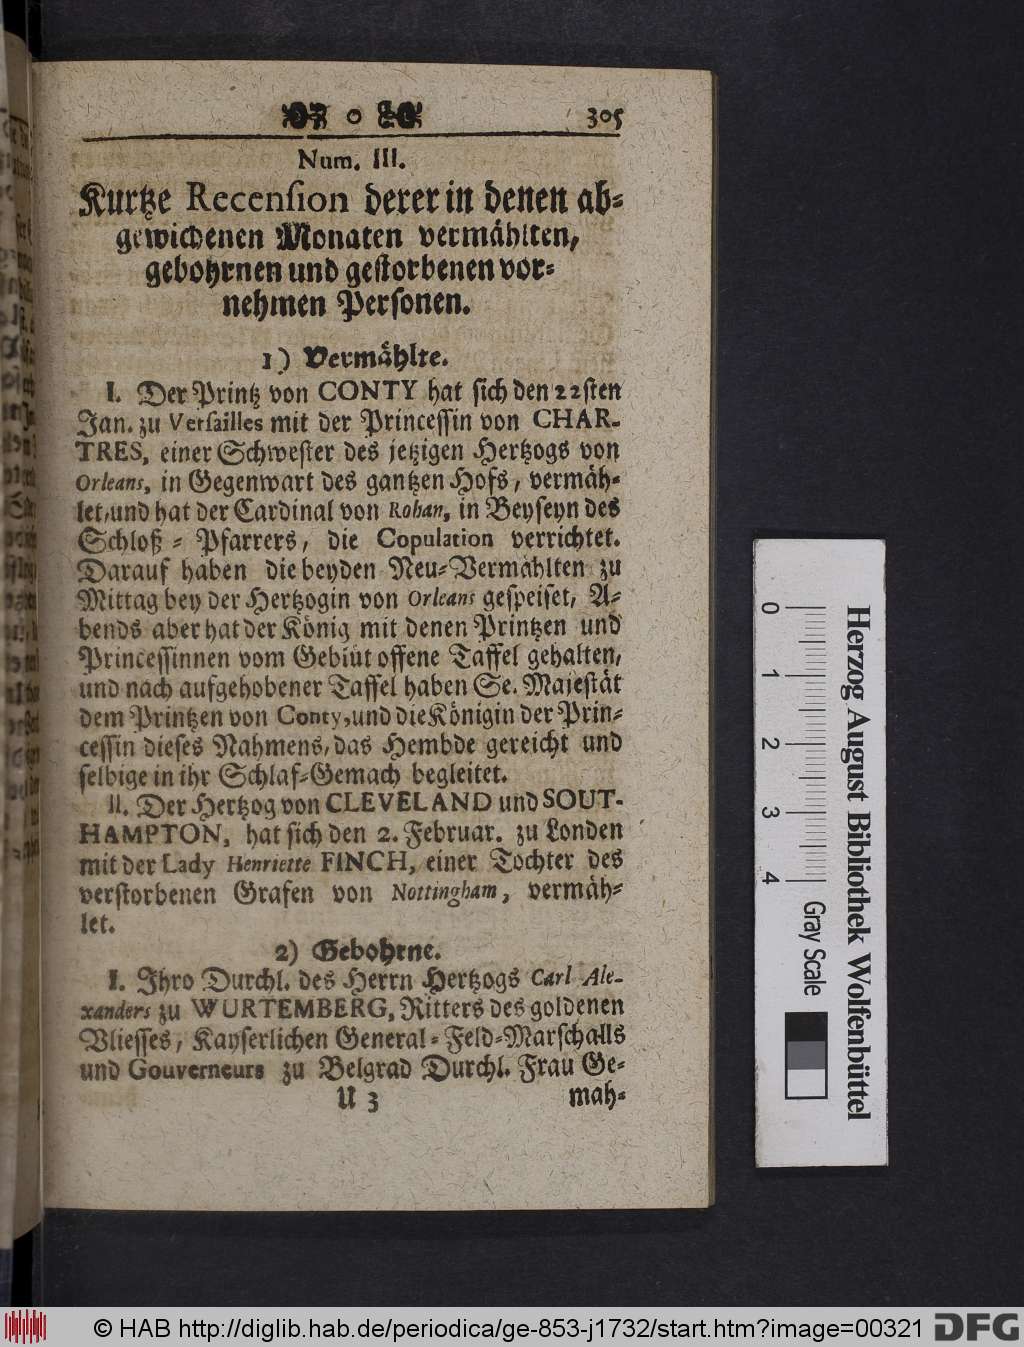 305
Num. III.
Kurtze Recension derer in denen ab-
gewichenen Monaten vermählten,
gebohrnen und gestorbenen vor-
nehmen Personen.
1) Vermählte.
I. Der Printz von CONTY hat sich den 22sten
Jan. zu Versailles mit der Princessin von CHAR-
TRES, einer Schwester des jetzigen Hertzogs von
Orleans, in Gegenwart des gantzen Hofs, vermäh-
let, und hat der Cardinal von Rohan, in Beyseyn des
Schloß-Pfarrers, die Copulation verrichtet.
Darauf haben die beyden Neu-Vermählten zu
Mittag bey der Hertzogin von Orleans gespeiset, A-
bends aber hat der König mit denen Printzen und
Princessinnen vom Geblüt offene Taffel gehalten,
und nach aufgehobener Taffel haben Se. Majestät
dem Printzen von Conty, und die Königin der Prin-
cessin dieses Nahmens, das Hembde gereicht und
selbige in ihr Schlaf-Gemach begleitet.
II. Der Hertzog von CLEVELAND und SOUT-
HAMPTON, hat sich den 2. Februar. zu Londen
mit der Lady Henriette FINCH, einer Tochter des
verstorbenen Grafen von Nottingham, vermäh-
let.
2) Gebohrne.
I. Ihro Durchl. des Herrn Hertzogs Carl Ale-
xanders zu WURTEMBERG, Ritters des goldenen
Vliesses, Kayserlichen General-Feld-Marschalls
und Gouverneurs zu Belgrad Durchl. Frau Ge-
U 3 mah-
0 1 2 3 4
Gray Scale
Herzog August Bibliothek Wolfenbüttel
© HAB http://diglib.hab.de/periodica/ge-853-j1732/start.htm?image=00321
DFG